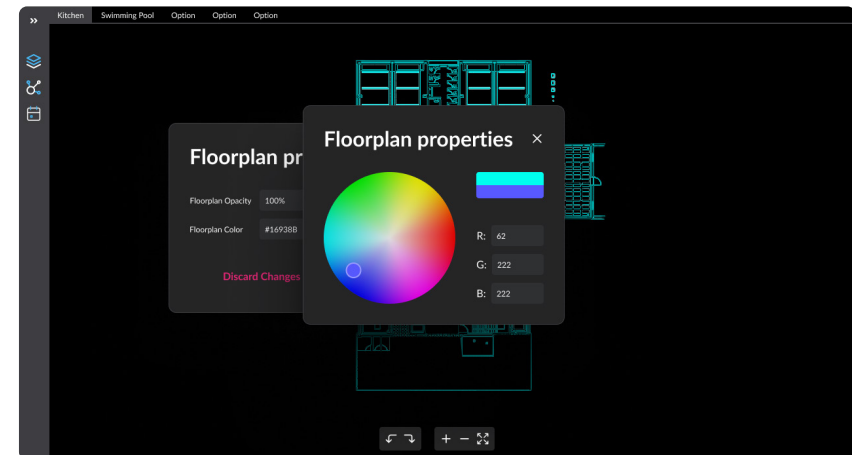 Kitchen Swimming Pool Option Option Option
Floorplan properties
Floorplan pr
Floorplan Opacity 100%
Floorplan Color #16938B
Discard Changes
R: 62
G: 222
B: 222